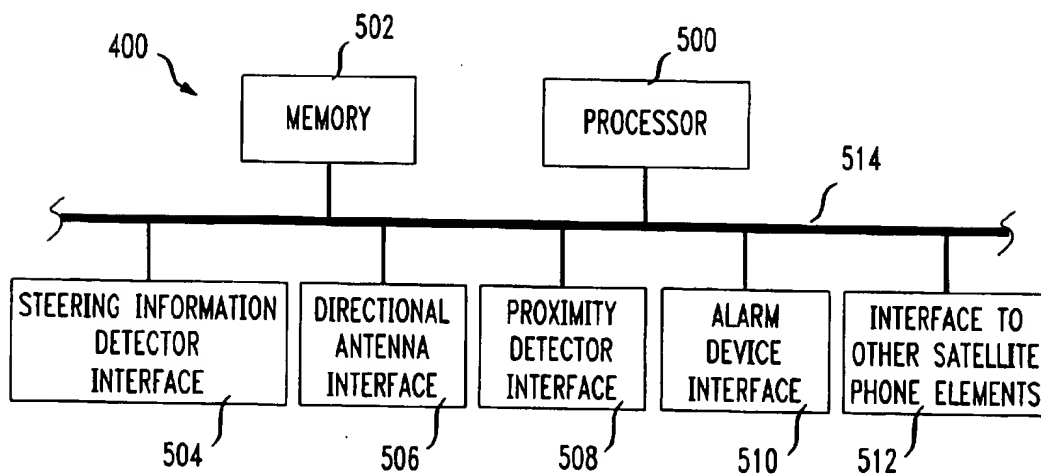 400
502
500
MEMORY
PROCESSOR
514
STEERING INFORMATION
DETECTOR
INTERFACE
DIRECTIONAL
ANTENNA
INTERFACE
PROXIMITY
DETECTOR
INTERFACE
ALARM
DEVICE
INTERFACE
INTERFACE TO
OTHER SATELLITE
PHONE ELEMENTS
504
506
508
510
512